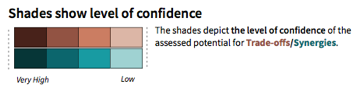 Shades show level of confidence
The shades depict the level of confidence of the
assessed potential for Trade-offs/Synergies.
Very High
Low